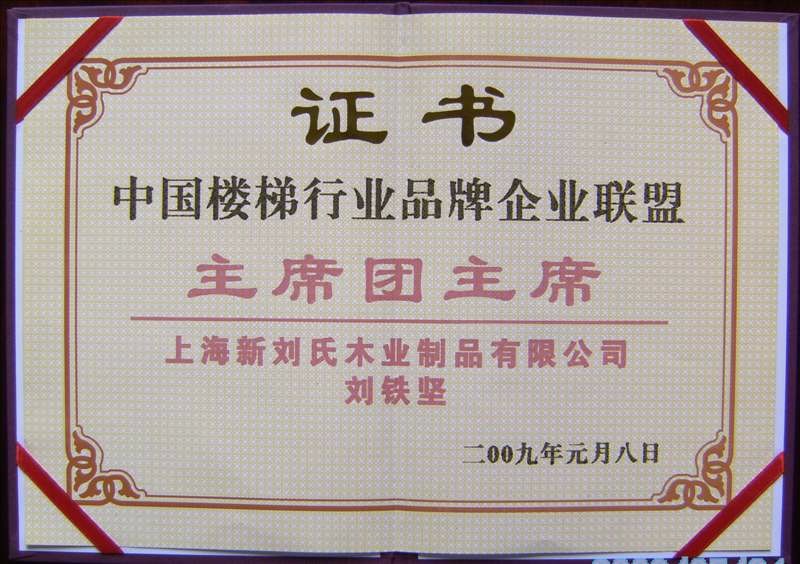 证书
中国楼梯行业品牌企业联盟
主席团主席
上海新刘氏木业制品有限公司
刘铁坚
二00九年元月八日